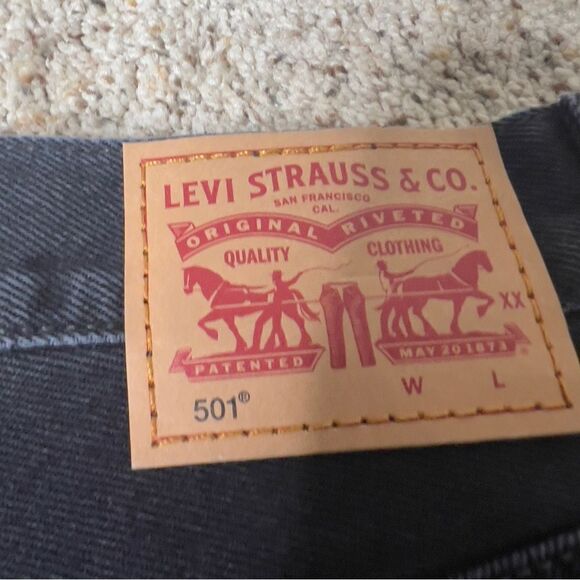 LEVI STRAUSS & CO.
SAN FRANCISCO
CAL.
ORIGINAL RIVETED
QUALITY CLOTHING
XX
PATENTED MAY 20 1873 ®
W L
501®